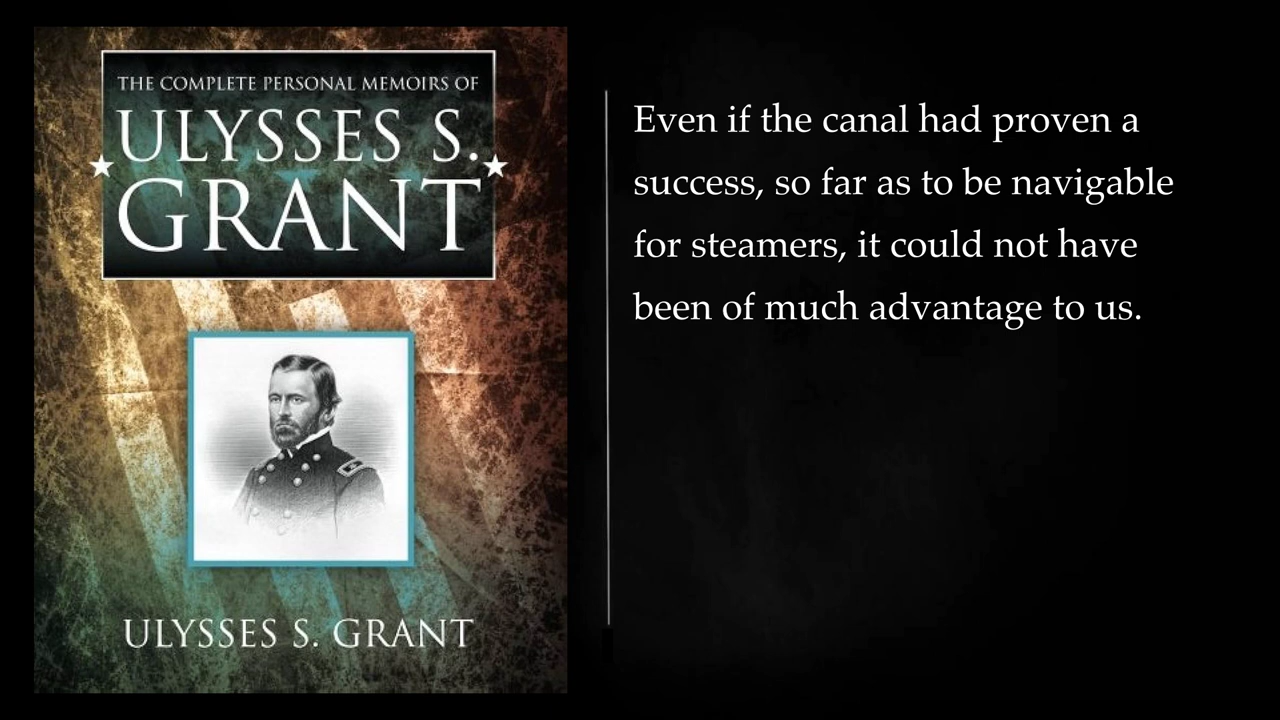 THE COMPLETE PERSONAL MEMOIRS OF
ULYSSES S.
GRANT
ULYSSES S. GRANT
Even if the canal had proven a
success, so far as to be navigable
for steamers, it could not have
been of much advantage to us.